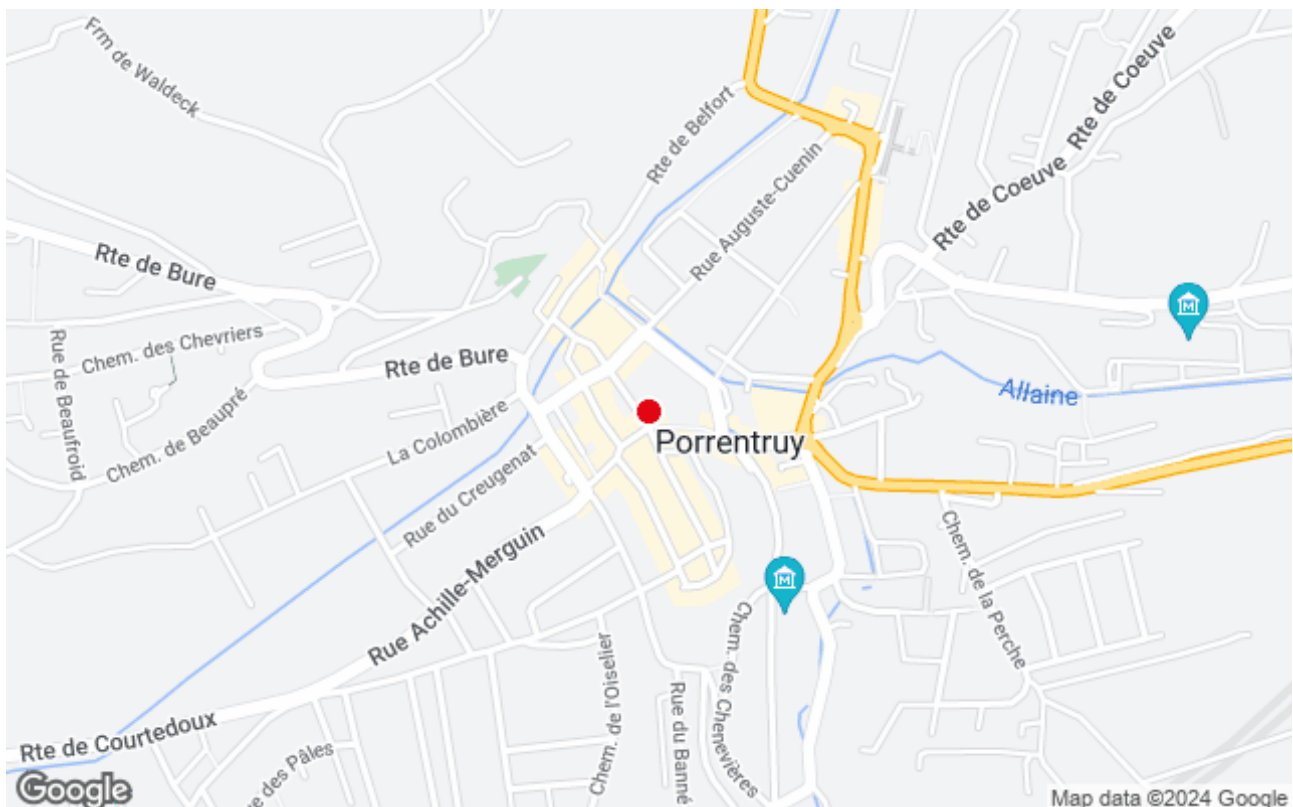 Frm de Waldeck
Rte de Belfort
Rte de Coeuve
Rte de Coeuve
Rue Auguste-Cuenin
Rte de Bure
Chem. des Chevriers
Rue de Beaufroid
Rte de Bure
Chem. de Beaupré
La Colombière
Allaine
Porrentruy
Rue du Creugenat
Rue Achille-Merguin
Chem. de la Perche
Chem. des Chenevières
Chem. de l'Oiselier
Rue du Banné
Rte de Courtedoux
e des Pâles
Google
Map data ©2024 Google